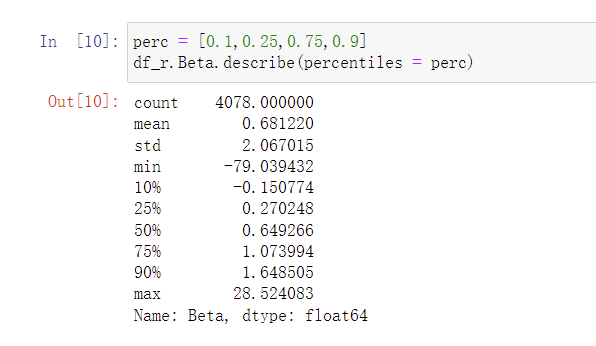 In [10]: perc = [0.1,0.25,0.75,0.9]
df_r.Beta.describe(percentiles = perc)
Out[10]: count 4078.000000
mean 0.681220
std 2.067015
min -79.039432
10% -0.150774
25% 0.270248
50% 0.649266
75% 1.073994
90% 1.648505
max 28.524083
Name: Beta, dtype: float64